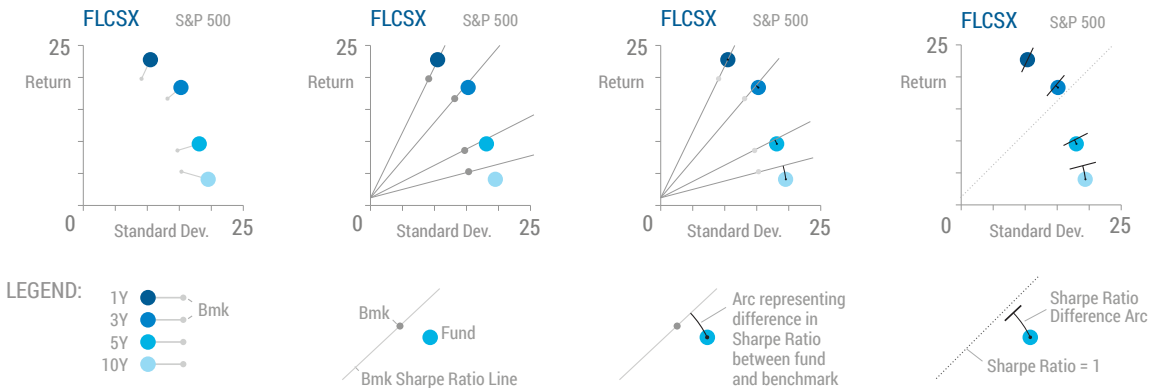 FLCSX S&P 500
25
Return
0
Standard Dev.
25
FLCSX S&P 500
25
Return
0
Standard Dev.
25
FLCSX S&P 500
25
Return
0
Standard Dev.
25
FLCSX S&P 500
25
Return
0
Standard Dev.
25
LEGEND:
1Y
3Y
5Y
10Y
Bmk
Bmk
Fund
Bmk Sharpe Ratio Line
Arc representing
difference in
Sharpe Ratio
between fund
and benchmark
Sharpe Ratio
Difference Arc
Sharpe Ratio = 1